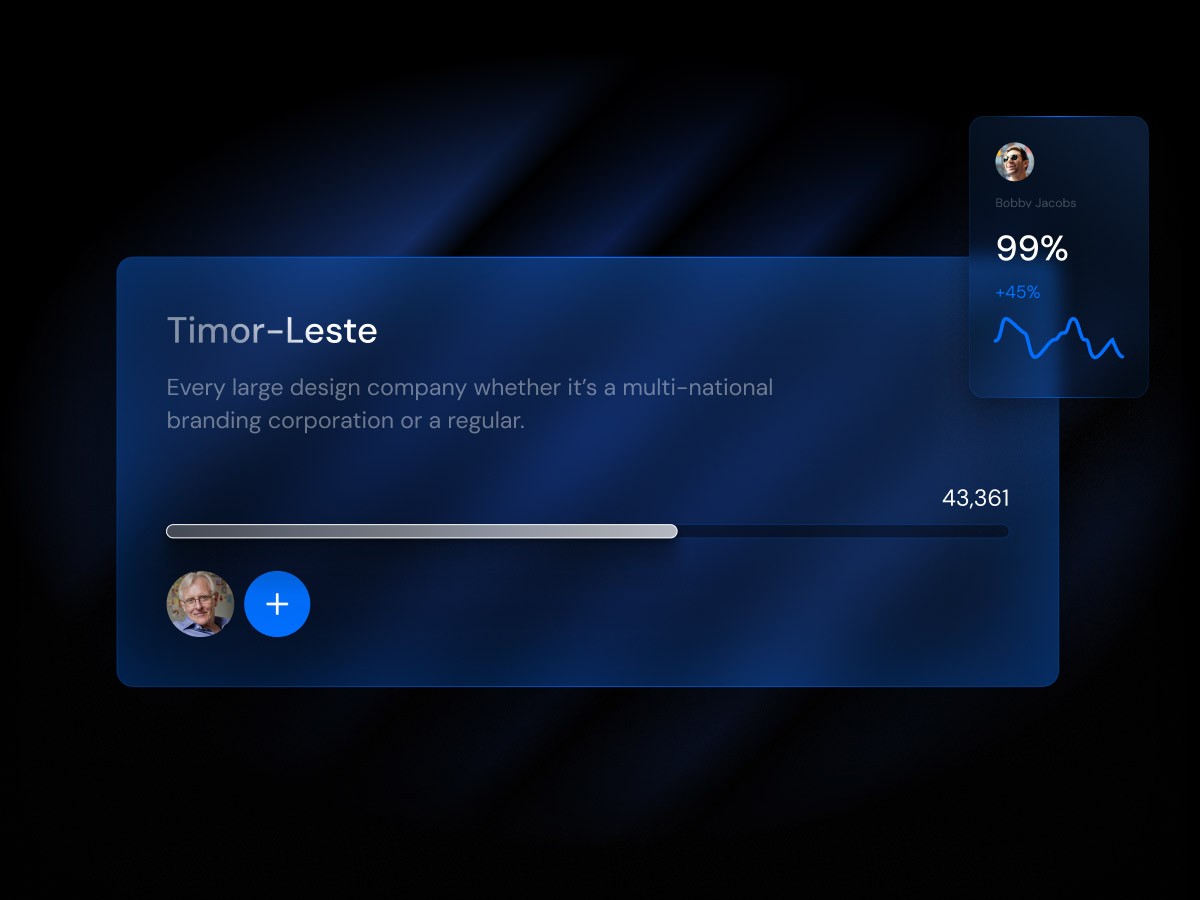 Bobby Jacobs
99%
+45%
Timor-Leste
Every large design company whether it's a multi-national
branding corporation or a regular.
43,361